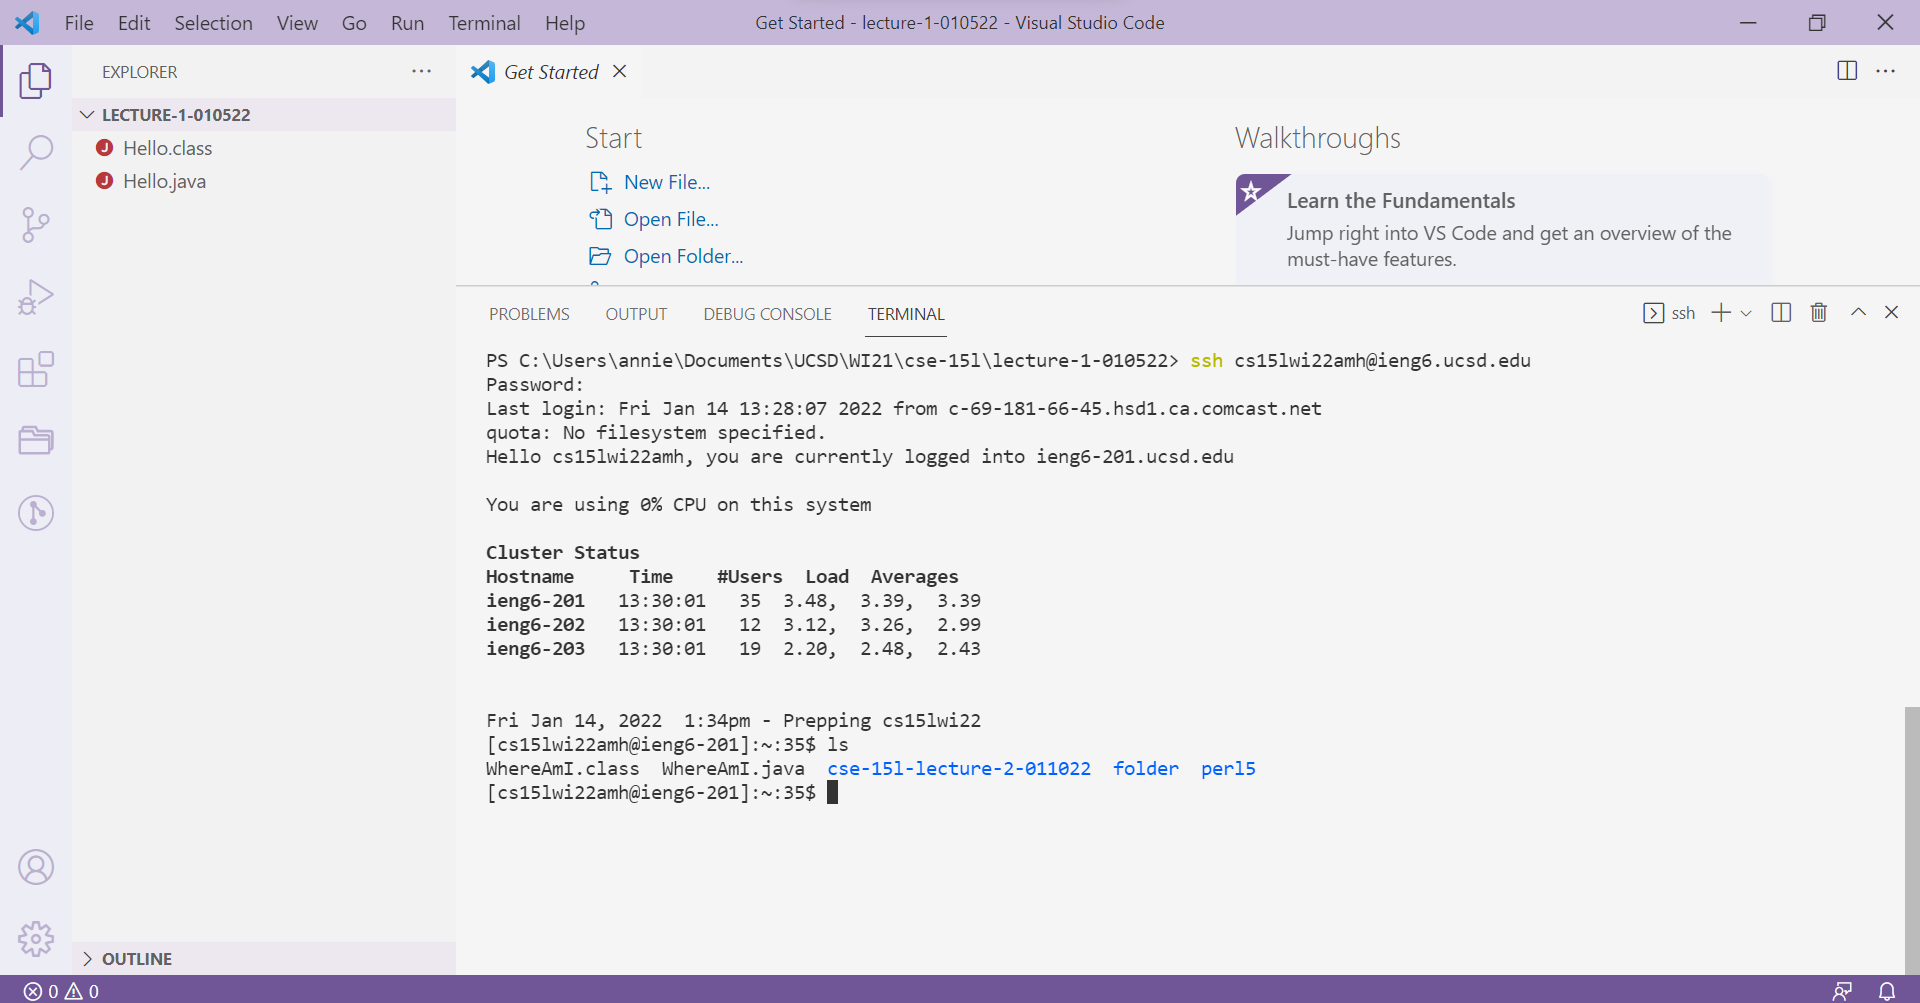 File Edit Selection View Go Run Terminal Help
Get Started - lecture-1-010522 - Visual Studio Code
EXPLORER
LECTURE-1-010522
J Hello.class
J Hello.java
OUTLINE
Get Started
Start
New File...
Open File...
Open Folder...
Walkthroughs
Learn the Fundamentals
Jump right into VS Code and get an overview of the
must-have features.
PROBLEMS OUTPUT DEBUG CONSOLE TERMINAL
ssh
PS C:\Users\annie\Documents\UCSD\WI21\cse-15l\lecture-1-010522> ssh cs15lwi22amh@ieng6.ucsd.edu
Password:
Last login: Fri Jan 14 13:28:07 2022 from c-69-181-66-45.hsd1.ca.comcast.net
quota: No filesystem specified.
Hello cs15lwi22amh, you are currently logged into ieng6-201.ucsd.edu
You are using 0% CPU on this system
Cluster Status
Hostname Time #Users Load Averages
ieng6-201 13:30:01 35 3.48, 3.39, 3.39
ieng6-202 13:30:01 12 3.12, 3.26, 2.99
ieng6-203 13:30:01 19 2.20, 2.48, 2.43
Fri Jan 14, 2022 1:34pm - Prepping cs15lwi22
[cs15lwi22amh@ieng6-201]:~:35$ ls
WhereAmI.class WhereAmI.java cse-15l-lecture-2-011022 folder perl5
[cs15lwi22amh@ieng6-201]:~:35$
0 0